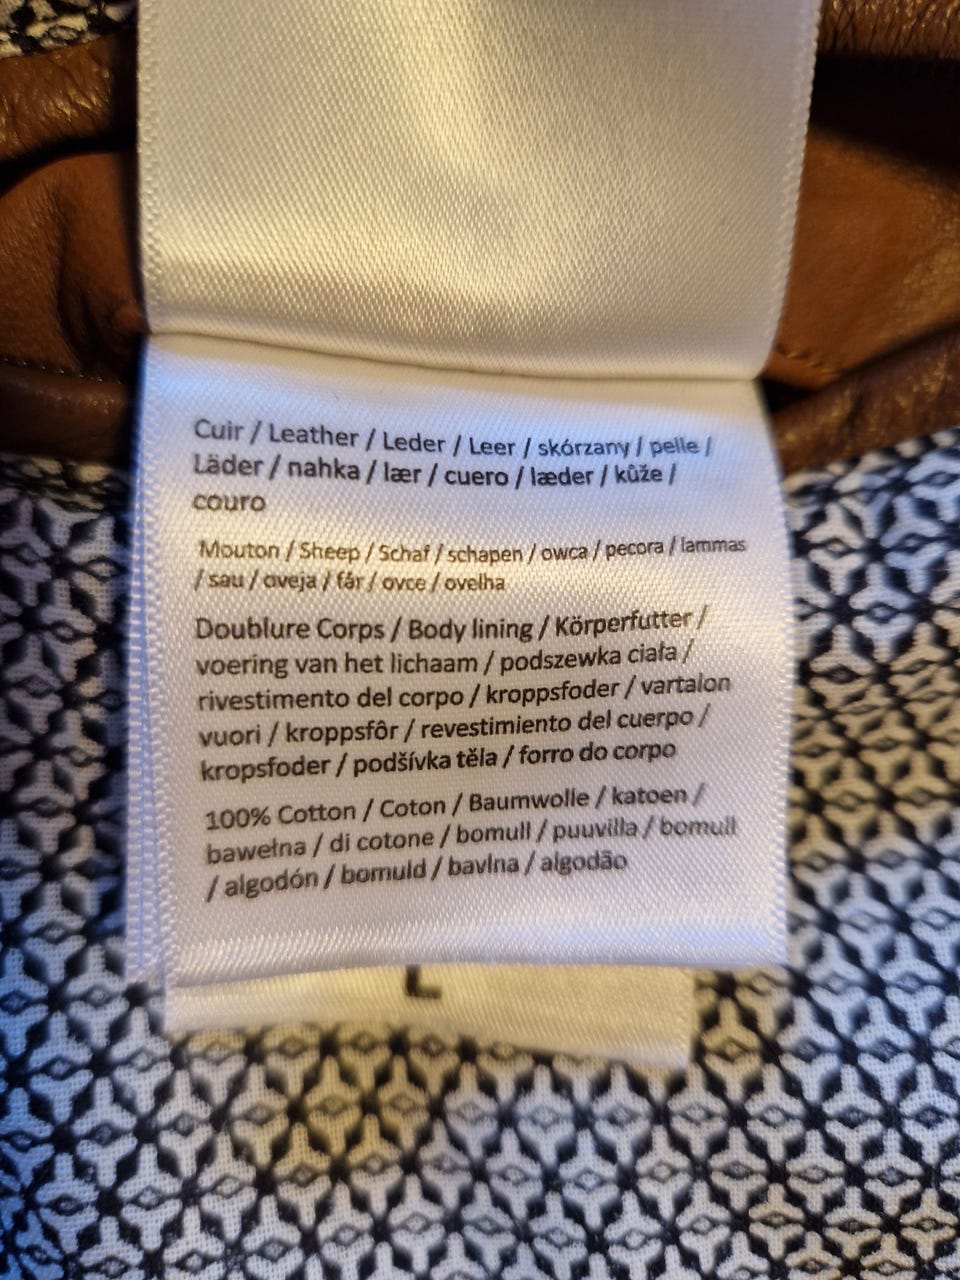 Cuir / Leather / Leder / Leer / skórzany / pelle /
Läder / nahka / lær / cuero / læder / kůže /
couro
Mouton / Sheep / Schaf / schapen / owca / pecora / lammas
/ sau / oveja / får / ovce / ovelha
Doublure Corps / Body lining / Körperfutter /
voering van het lichaam / podszewka ciała /
rivestimento del corpo / kroppsfoder / vartalon
vuori / kroppsfôr / revestimiento del cuerpo /
kropsfoder / podšívka těla / forro do corpo
100% Cotton / Coton / Baumwolle / katoen /
bawełna / di cotone / bomull / puuvilla / bomull
/ algodón / bomuld / bavlna / algodão
L